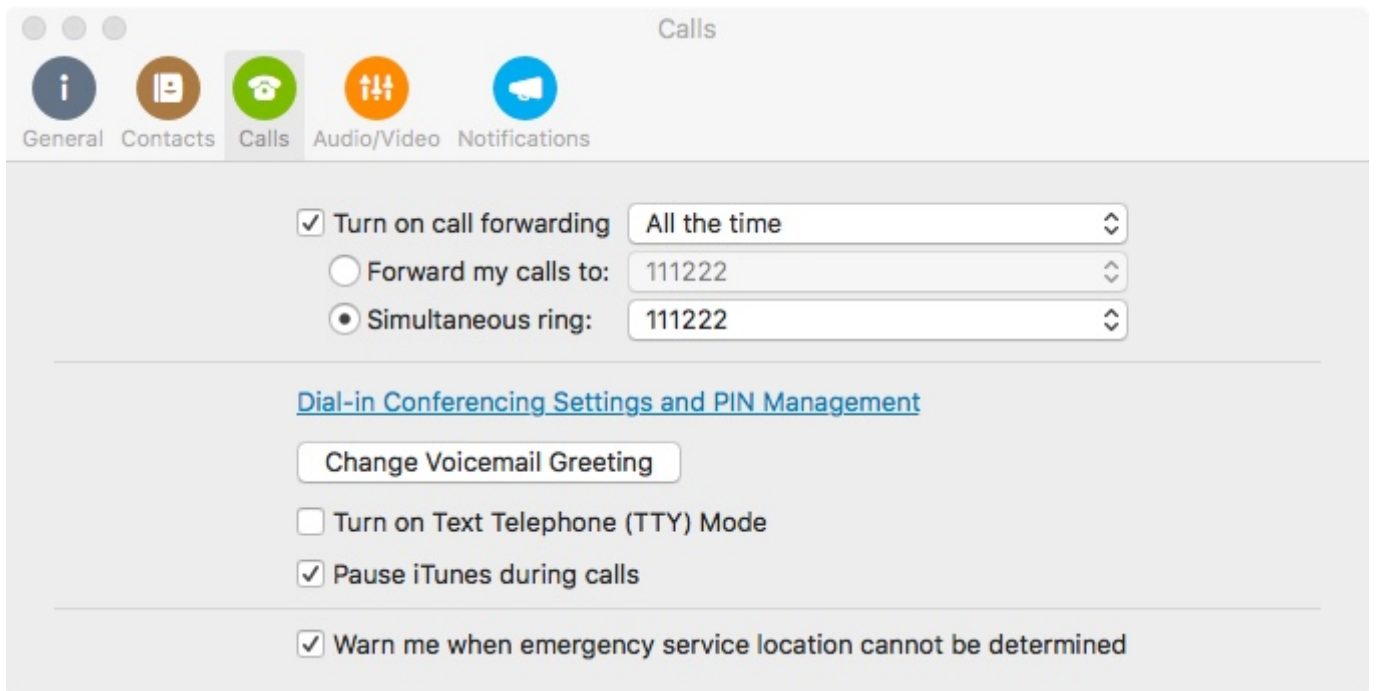 Calls
General Contacts Calls Audio/Video Notifications
Turn on call forwarding All the time
Forward my calls to: 111222
Simultaneous ring: 111222
Dial-in Conferencing Settings and PIN Management
Change Voicemail Greeting
Turn on Text Telephone (TTY) Mode
Pause iTunes during calls
Warn me when emergency service location cannot be determined